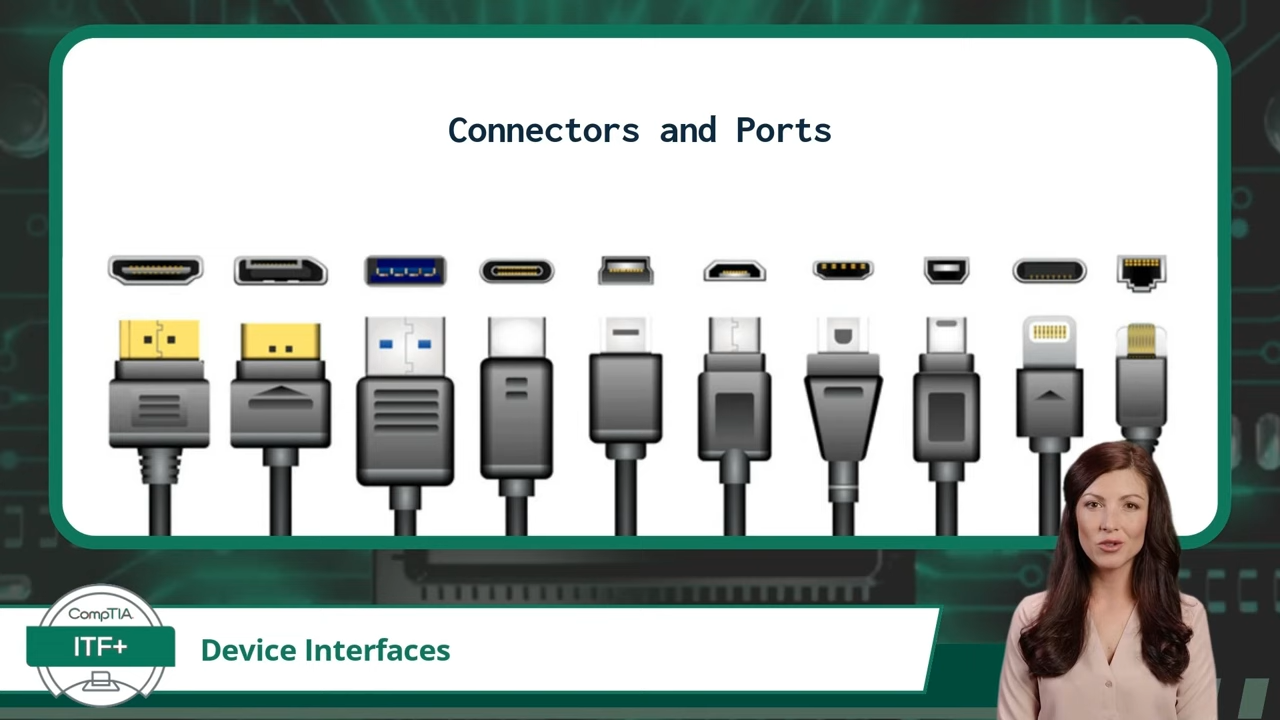 Connectors and Ports
CompTIA.
ITF+
Device Interfaces